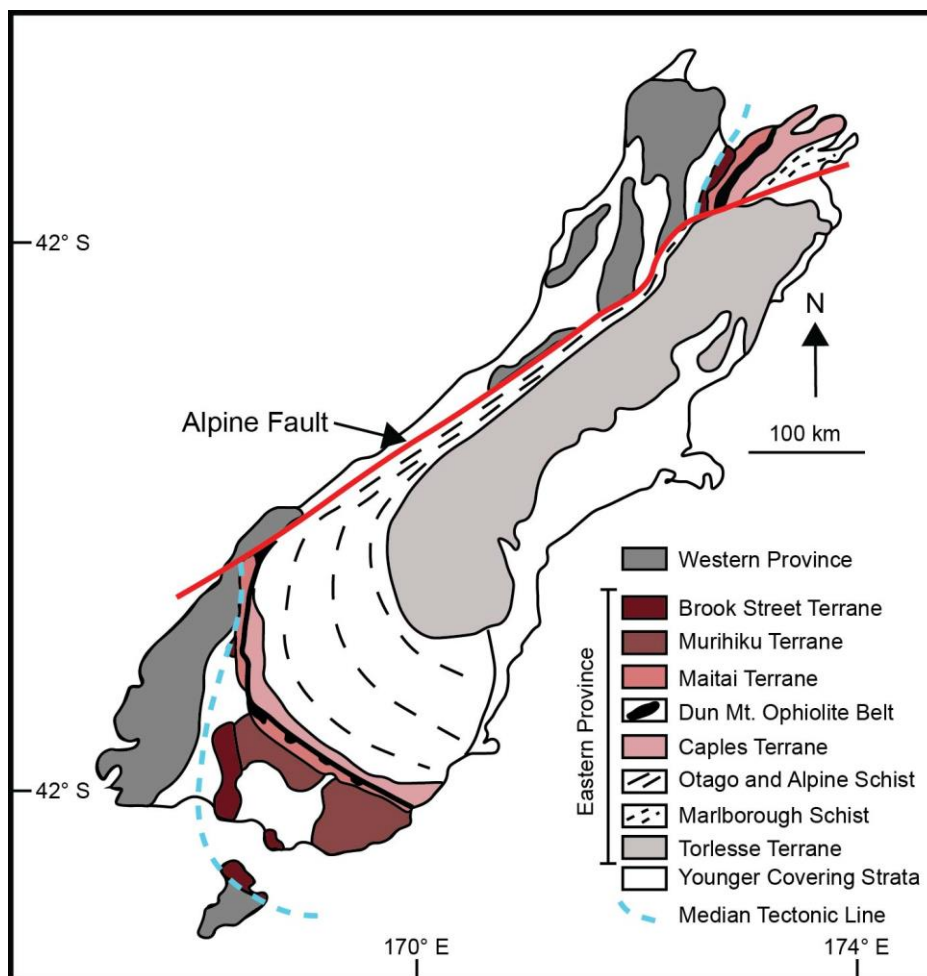 42° S
N
100 km
Alpine Fault
Western Province
Eastern Province
Brook Street Terrane
Murihiku Terrane
Maitai Terrane
Dun Mt. Ophiolite Belt
Caples Terrane
Otago and Alpine Schist
Marlborough Schist
Torlesse Terrane
Younger Covering Strata
Median Tectonic Line
42° S
170° E
174° E